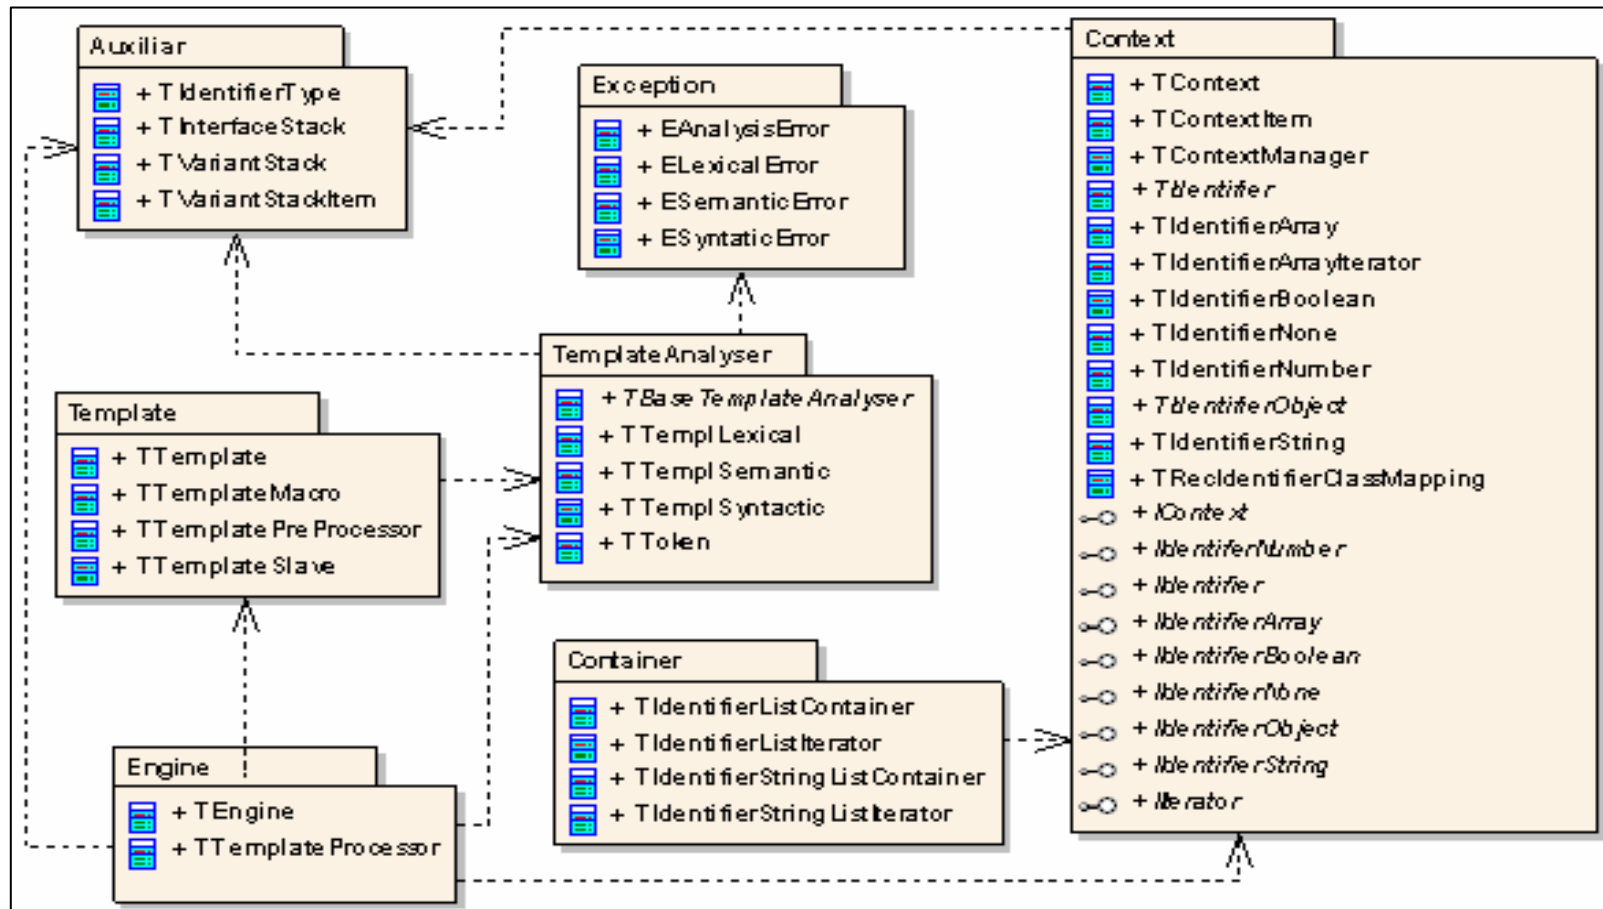 Auxiliar
+ TIdentifierType
+ TInterfaceStack
+ TVariantStack
+ TVariantStackItem
Exception
+ EAnalysisError
+ ELexicalError
+ ESemanticError
+ ESyntaticError
Context
+ TContext
+ TContextItem
+ TContextManager
+ TIdentifier
+ TIdentifierArray
+ TIdentifierArrayIterator
+ TIdentifierBoolean
+ TIdentifierNone
+ TIdentifierNumber
+ TIdentifierObject
+ TIdentifierString
+ TRecIdentifierClassMapping
+ IContext
+ IIdentiferNumber
+ IIdentifier
+ IIdentifierArray
+ IIdentifierBoolean
+ IIdentifierNone
+ IIdentifierObject
+ IIdentifierString
+ IIterator
TemplateAnalyser
+ TBaseTemplateAnalyser
+ TTemplLexical
+ TTemplSemantic
+ TTemplSyntactic
+ TToken
Template
+ TTemplate
+ TTemplateMacro
+ TTemplatePreProcessor
+ TTemplateSlave
Container
+ TIdentifierListContainer
+ TIdentifierListIterator
+ TIdentifierStringListContainer
+ TIdentifierStringListIterator
Engine
+ TEngine
+ TTemplateProcessor